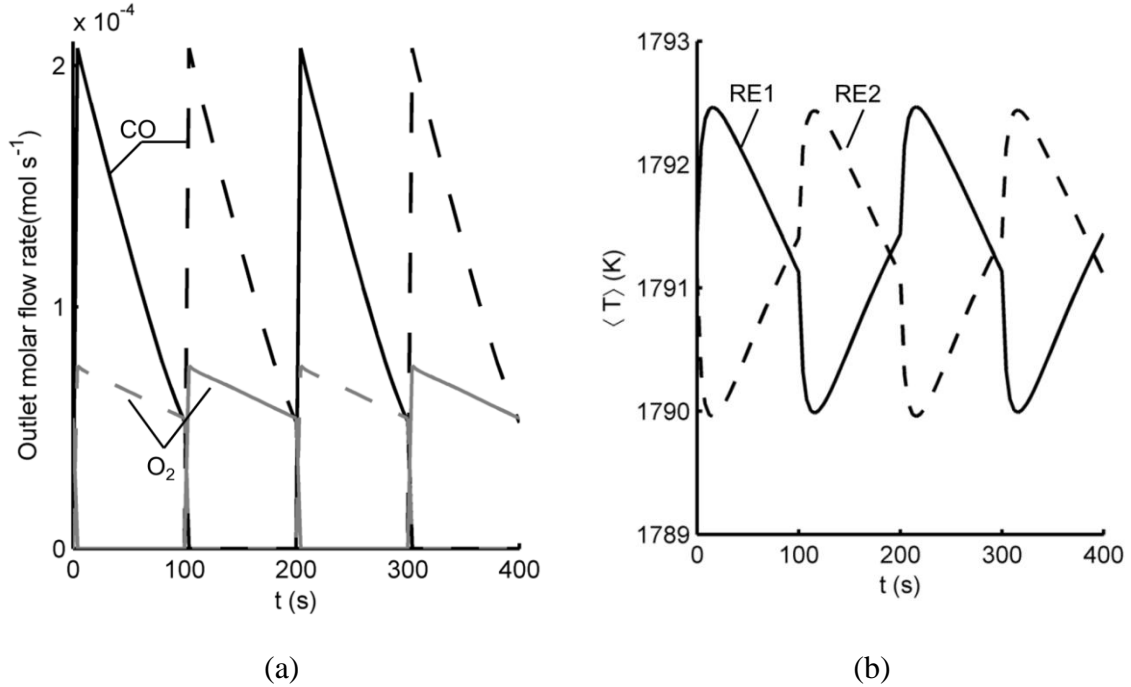 x 10⁻⁴
Outlet molar flow rate(mol s⁻¹)
2
1
0
CO
O₂
0 100 200 300 400
t (s)
(a)
1793
1792
1791
1790
1789
⟨ T⟩ (K)
RE1 RE2
0 100 200 300 400
t (s)
(b)